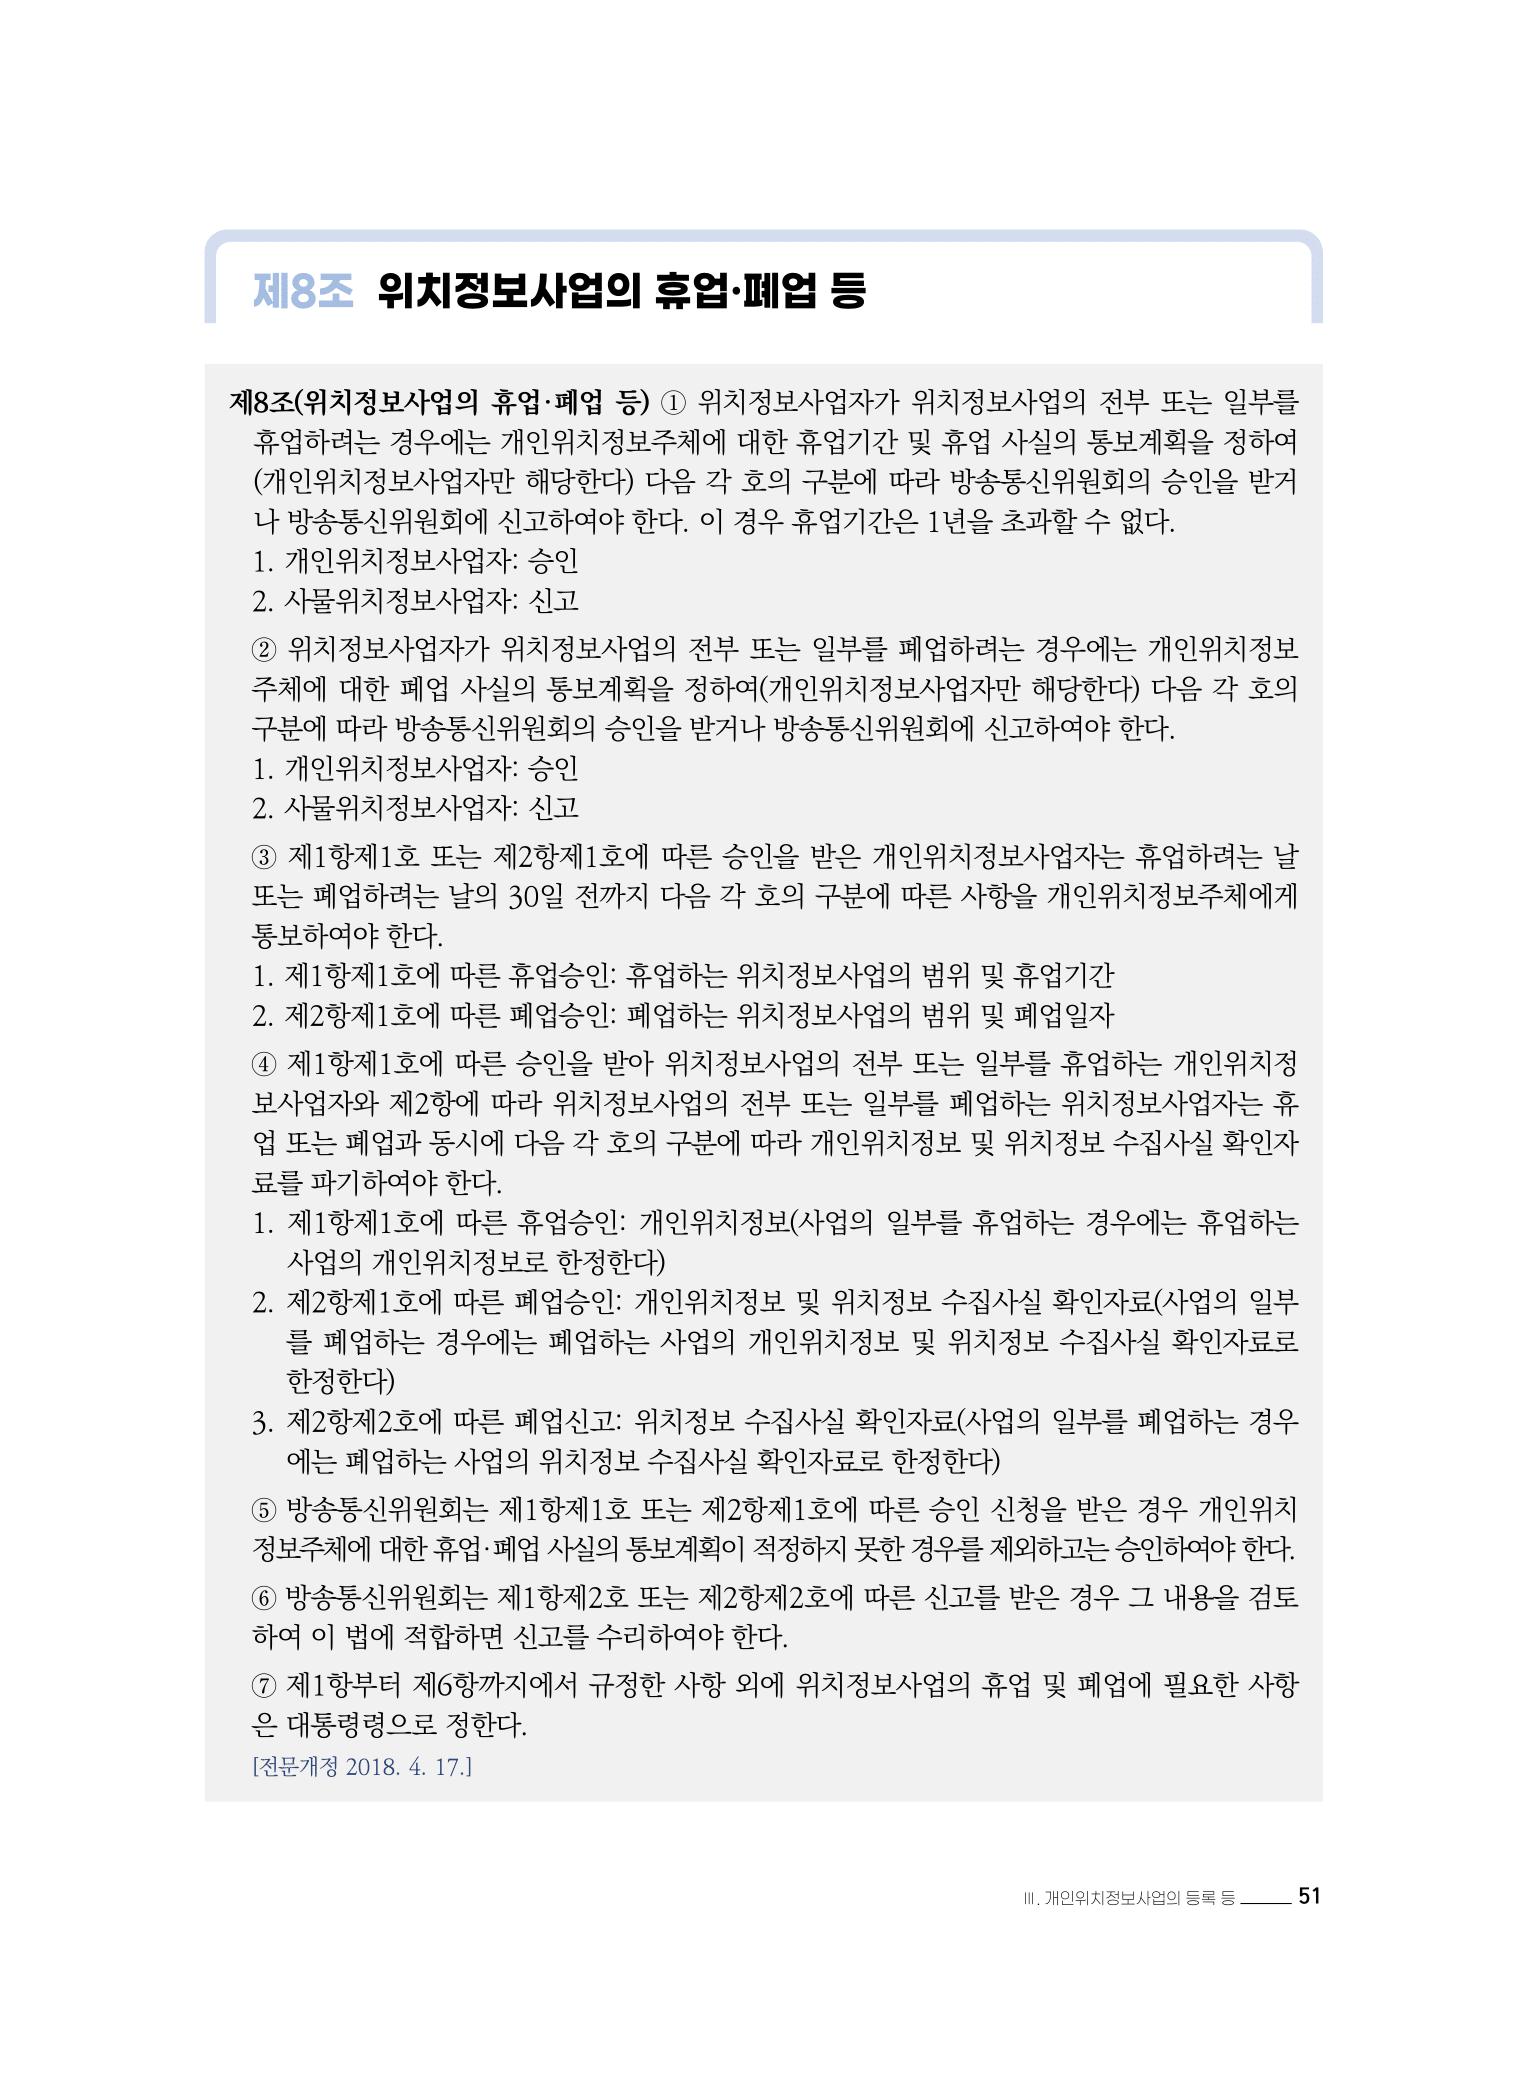 제8조 위치정보사업의 휴업·폐업 등
제8조(위치정보사업의 휴업·폐업 등) ① 위치정보사업자가 위치정보사업의 전부 또는 일부를
휴업하려는 경우에는 개인위치정보주체에 대한 휴업기간 및 휴업 사실의 통보계획을 정하여
(개인위치정보사업자만 해당한다) 다음 각 호의 구분에 따라 방송통신위원회의 승인을 받거
나 방송통신위원회에 신고하여야 한다. 이 경우 휴업기간은 1년을 초과할 수 없다.
1. 개인위치정보사업자: 승인
2. 사물위치정보사업자: 신고
② 위치정보사업자가 위치정보사업의 전부 또는 일부를 폐업하려는 경우에는 개인위치정보
주체에 대한 폐업 사실의 통보계획을 정하여(개인위치정보사업자만 해당한다) 다음 각 호의
구분에 따라 방송통신위원회의 승인을 받거나 방송통신위원회에 신고하여야 한다.
1. 개인위치정보사업자: 승인
2. 사물위치정보사업자: 신고
③ 제1항제1호 또는 제2항제1호에 따른 승인을 받은 개인위치정보사업자는 휴업하려는 날
또는 폐업하려는 날의 30일 전까지 다음 각 호의 구분에 따른 사항을 개인위치정보주체에게
통보하여야 한다.
1. 제1항제1호에 따른 휴업승인: 휴업하는 위치정보사업의 범위 및 휴업기간
2. 제2항제1호에 따른 폐업승인: 폐업하는 위치정보사업의 범위 및 폐업일자
④ 제1항제1호에 따른 승인을 받아 위치정보사업의 전부 또는 일부를 휴업하는 개인위치정
보사업자와 제2항에 따라 위치정보사업의 전부 또는 일부를 폐업하는 위치정보사업자는 휴
업 또는 폐업과 동시에 다음 각 호의 구분에 따라 개인위치정보 및 위치정보 수집사실 확인자
료를 파기하여야 한다.
1. 제1항제1호에 따른 휴업승인: 개인위치정보(사업의 일부를 휴업하는 경우에는 휴업하는
사업의 개인위치정보로 한정한다)
2. 제2항제1호에 따른 폐업승인: 개인위치정보 및 위치정보 수집사실 확인자료(사업의 일부
를 폐업하는 경우에는 폐업하는 사업의 개인위치정보 및 위치정보 수집사실 확인자료로
한정한다)
3. 제2항제2호에 따른 폐업신고: 위치정보 수집사실 확인자료(사업의 일부를 폐업하는 경우
에는 폐업하는 사업의 위치정보 수집사실 확인자료로 한정한다)
⑤ 방송통신위원회는 제1항제1호 또는 제2항제1호에 따른 승인 신청을 받은 경우 개인위치
정보주체에 대한 휴업·폐업 사실의 통보계획이 적정하지 못한 경우를 제외하고는 승인하여야 한다.
⑥ 방송통신위원회는 제1항제2호 또는 제2항제2호에 따른 신고를 받은 경우 그 내용을 검토
하여 이 법에 적합하면 신고를 수리하여야 한다.
⑦ 제1항부터 제6항까지에서 규정한 사항 외에 위치정보사업의 휴업 및 폐업에 필요한 사항
은 대통령령으로 정한다.
[전문개정 2018. 4. 17.]
Ⅲ. 개인위치정보사업의 등록 등 51